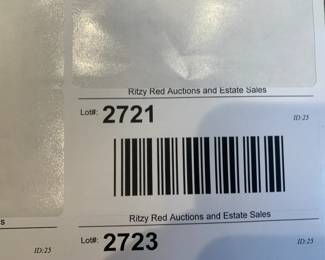 Ritzy Red Auctions and Estate Sales
Lot#: 2721 ID:25
Ritzy Red Auctions and Estate Sales
s
ID:25 Lot#: 2723 ID:25